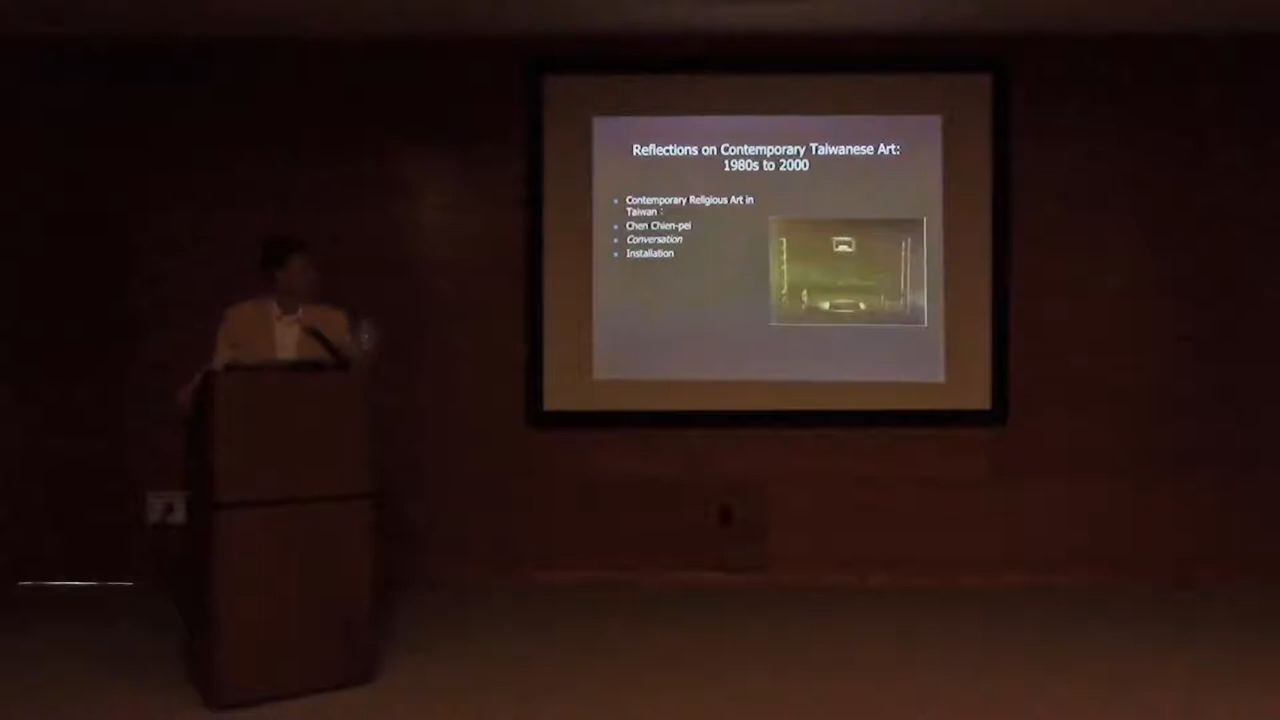 Reflections on Contemporary Taiwanese Art:
1980s to 2000
Contemporary Religious Art in
Taiwan :
Chen Chien-pei
Conversation
Installation